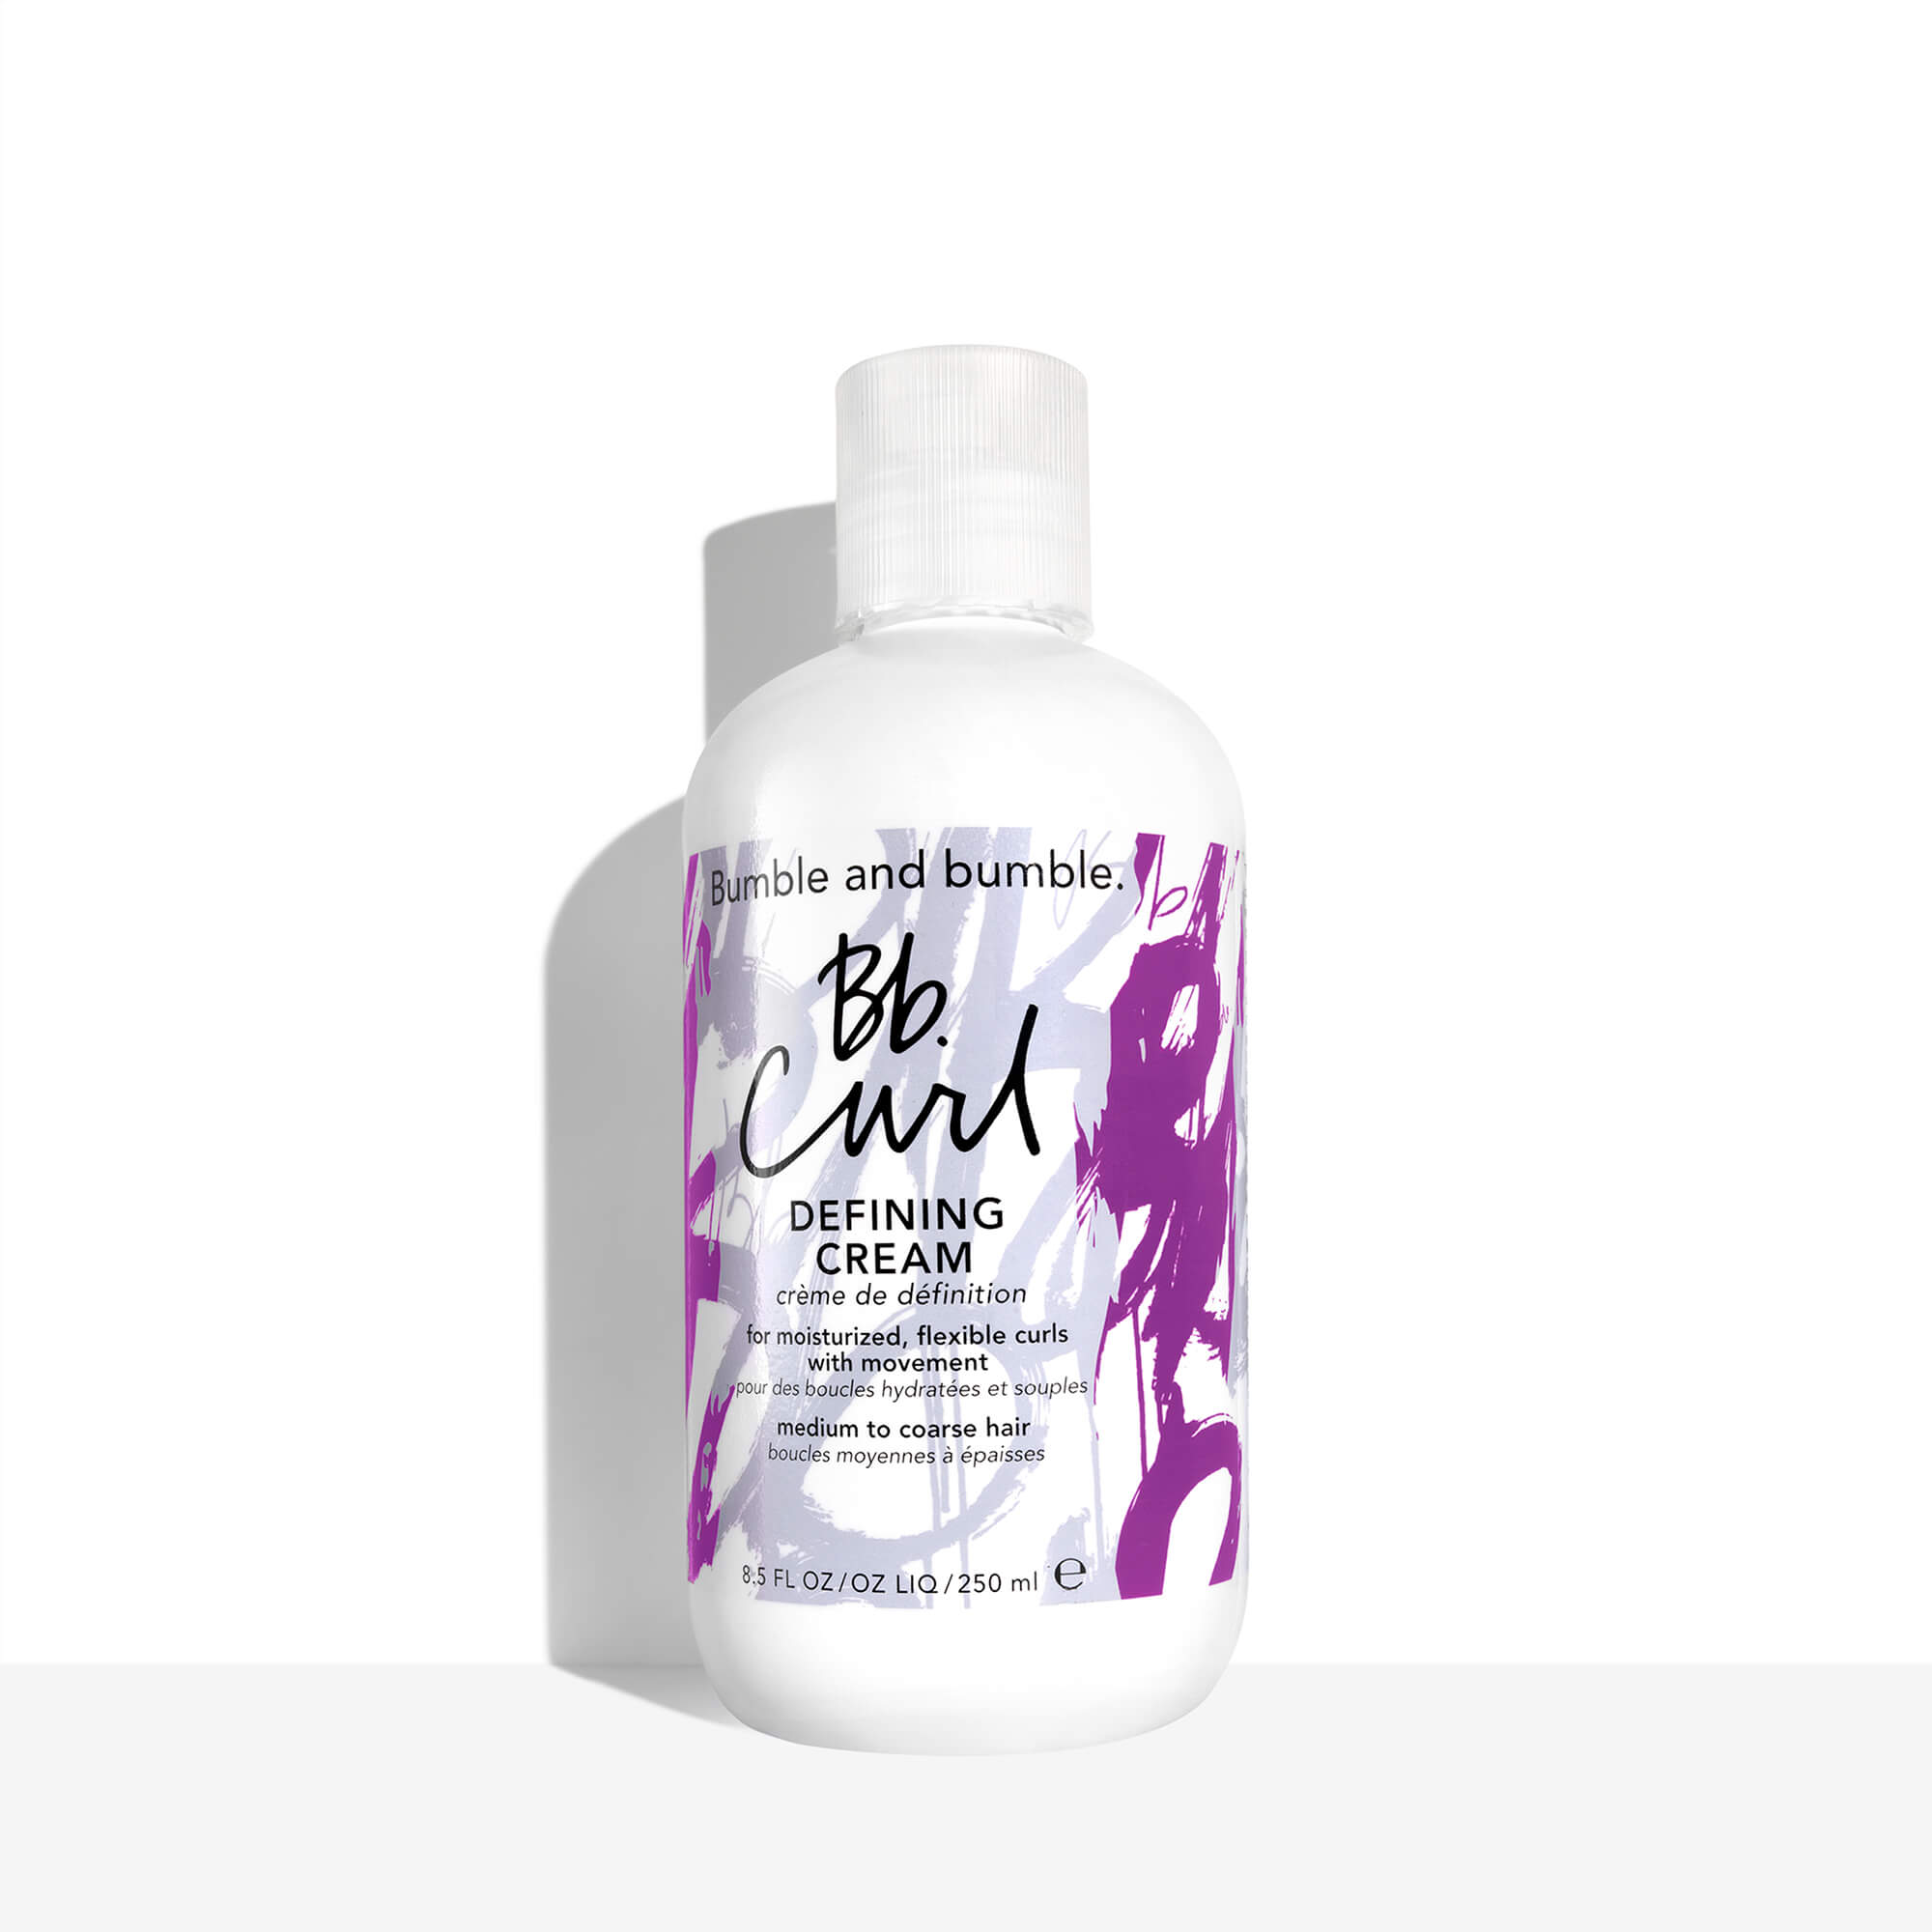 Bumble and bumble.
Bb.
Curl
DEFINING
CREAM
crème de définition
for moisturized, flexible curls
with movement
pour des boucles hydratées et souples
medium to coarse hair
boucles moyennes à épaisses
8.5 FL OZ/OZ LIQ/250 ml ℮